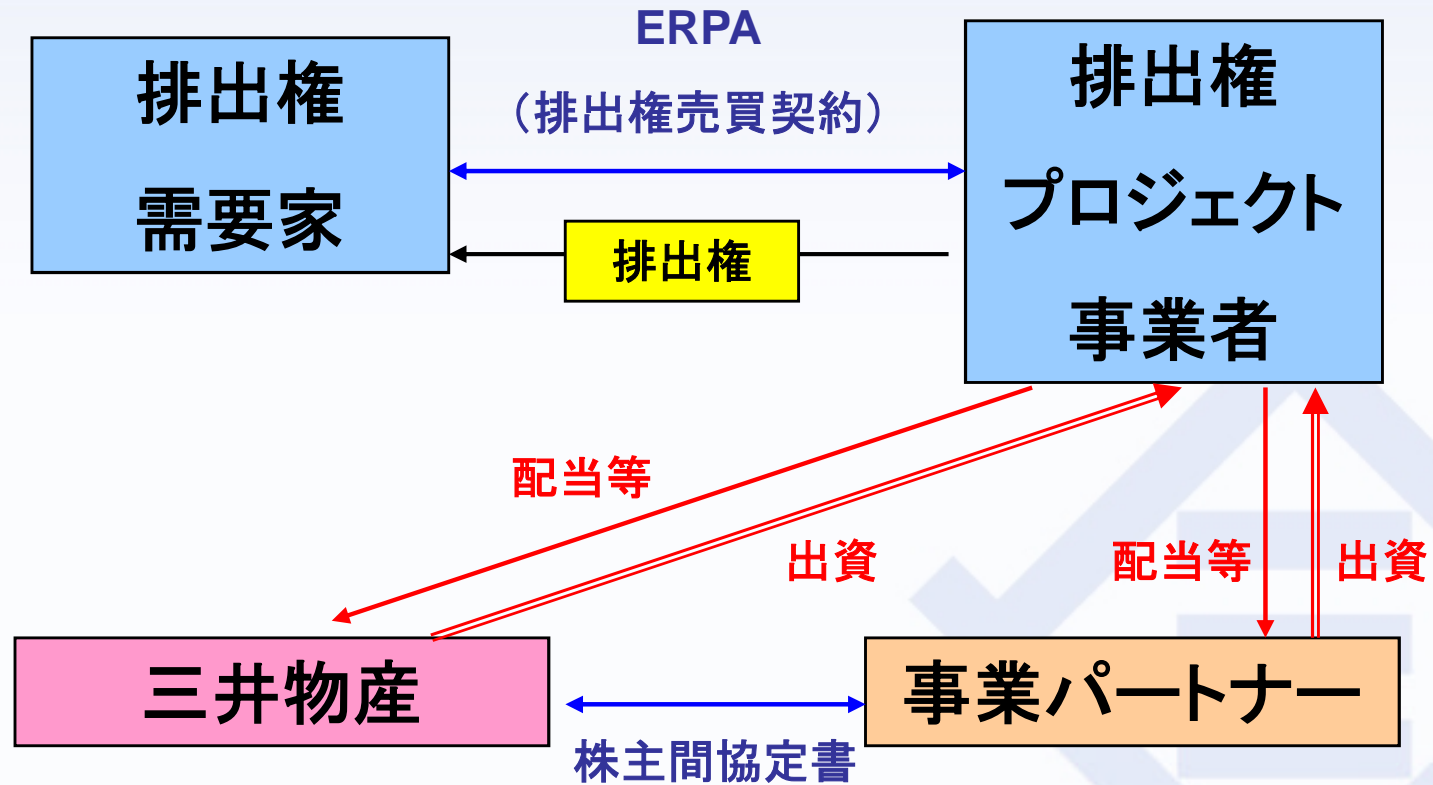 ERPA
(排出権売買契約)
排出権
需要家
排出権
プロジェクト
事業者
排出権
配当等
出資
配当等
出資
三井物産
事業パートナー
株主間協定書